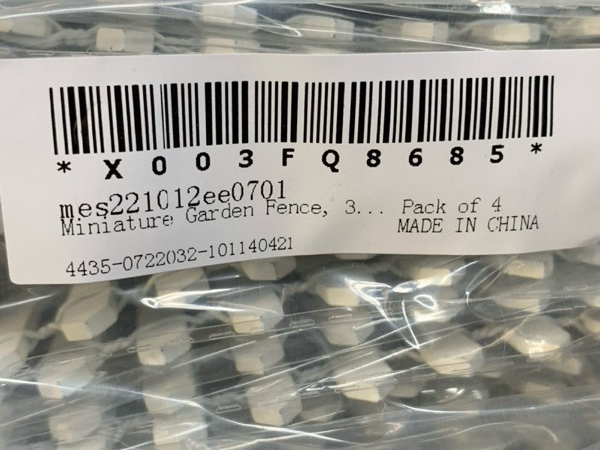 *X003FQ8685*
mes221012ee0701
Miniature Garden Fence, 3... Pack of 4
MADE IN CHINA
4435-0722032-101140421